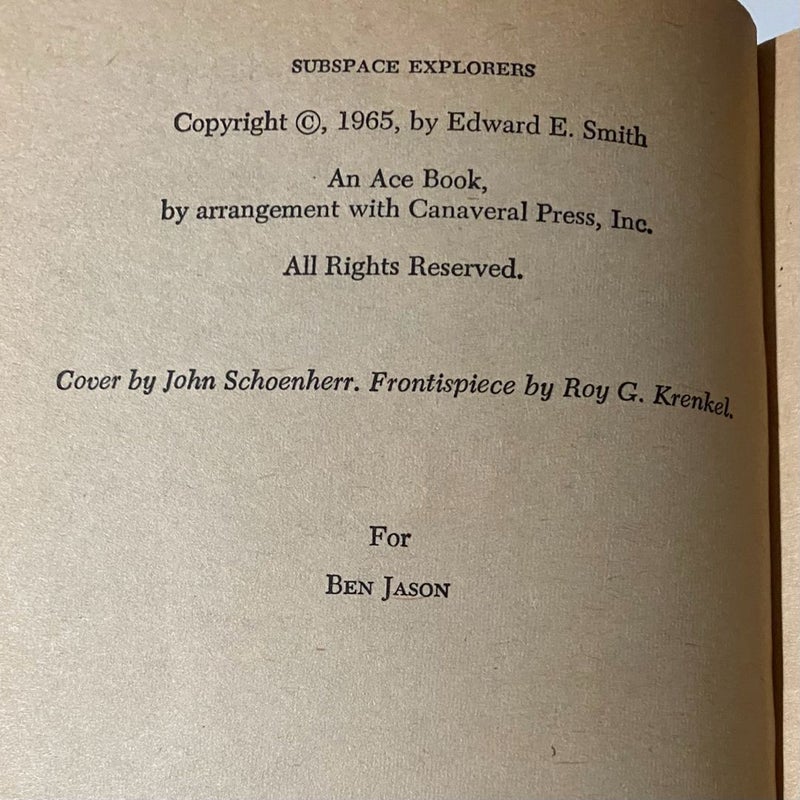 SUBSPACE EXPLORERS
Copyright ©, 1965, by Edward E. Smith
An Ace Book,
by arrangement with Canaveral Press, Inc.
All Rights Reserved.
Cover by John Schoenherr. Frontispiece by Roy G. Krenkel.
For
BEN JASON